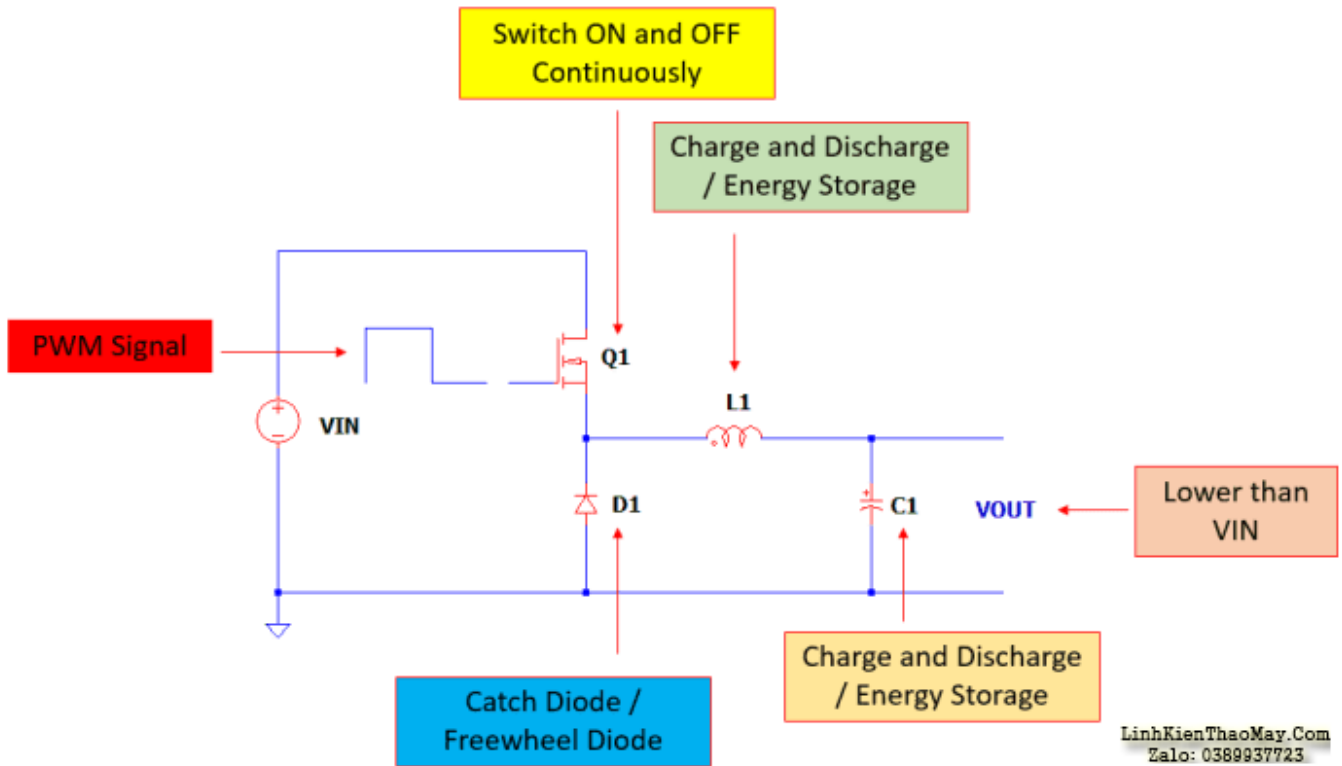 Switch ON and OFF
Continuously
Charge and Discharge
/ Energy Storage
PWM Signal
Q1
VIN
L1
D1
C1
VOUT
Lower than
VIN
Catch Diode /
Freewheel Diode
Charge and Discharge
/ Energy Storage
LinhKienThaoMay.Com
Zalo: 0389937723